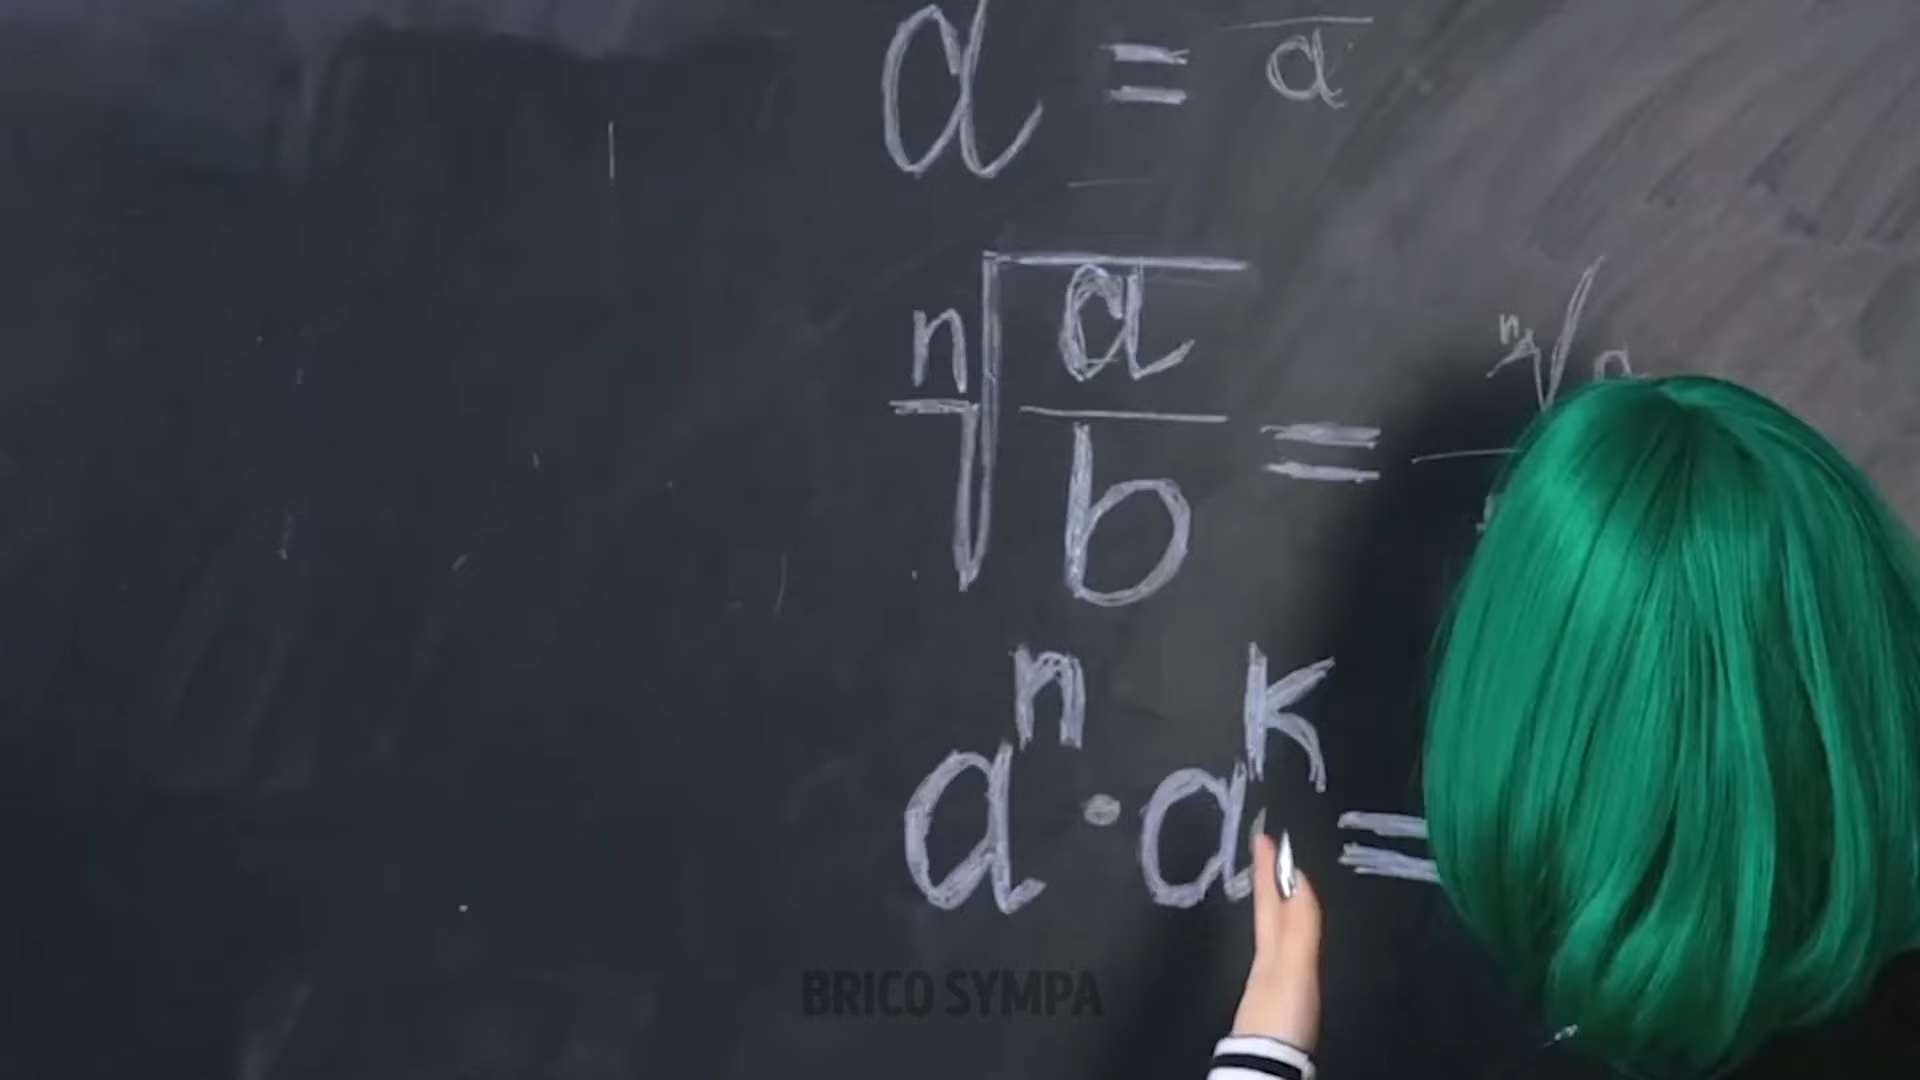 a = ‾a
ⁿ√(a/b) = ⁿ√a
aⁿ · aᵏ =
BRICO SYMPA